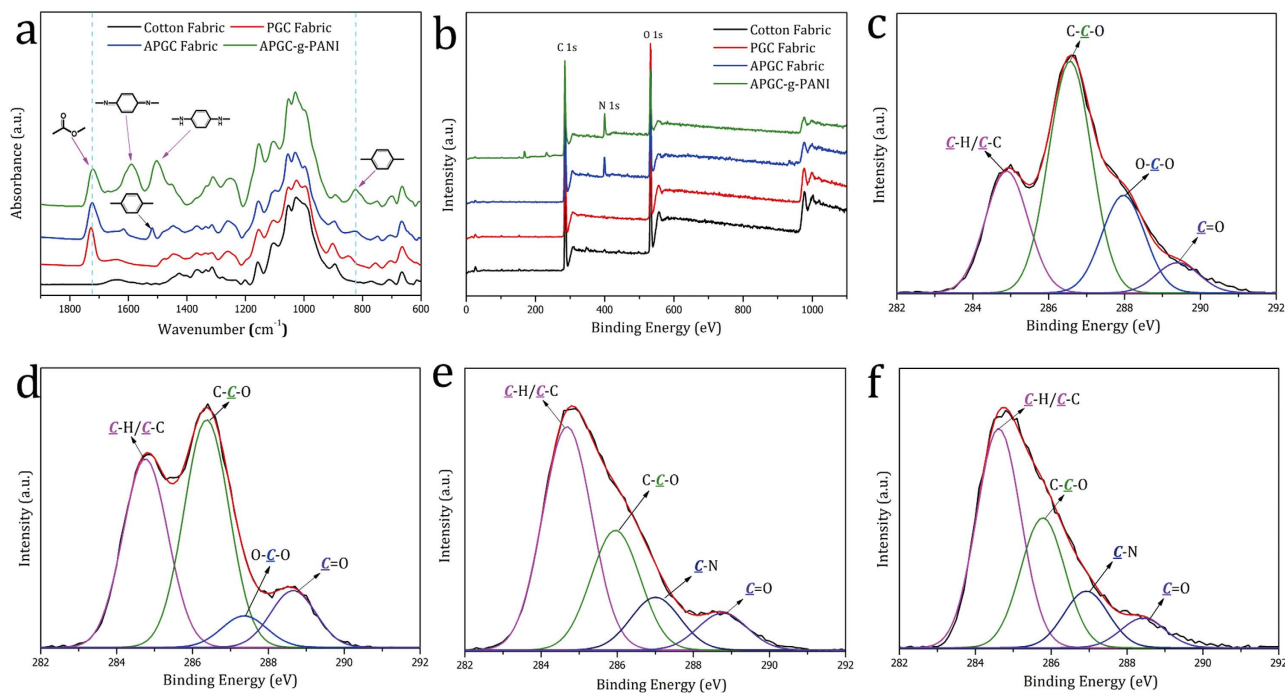 a
Cotton Fabric
PGC Fabric
APGC Fabric
APGC-g-PANI
O
O
N
N
N
H
N
H
Absorbance (a.u.)
1800 1600 1400 1200 1000 800 600
Wavenumber (cm-1)
b
Cotton Fabric
PGC Fabric
APGC Fabric
APGC-g-PANI
C 1s
O 1s
N 1s
Intensity (a.u.)
0 200 400 600 800 1000
Binding Energy (eV)
c
C-C-O
C-H/C-C
O-C-O
C=O
Intensity (a.u.)
282 284 286 288 290 292
Binding Energy (eV)
d
C-C-O
C-H/C-C
O-C-O
C=O
Intensity (a.u.)
282 284 286 288 290 292
Binding Energy (eV)
e
C-H/C-C
C-C-O
C-N
C=O
Intensity (a.u.)
282 284 286 288 290 292
Binding Energy (eV)
f
C-H/C-C
C-C-O
C-N
C=O
Intensity (a.u.)
282 284 286 288 290 292
Binding Energy (eV)